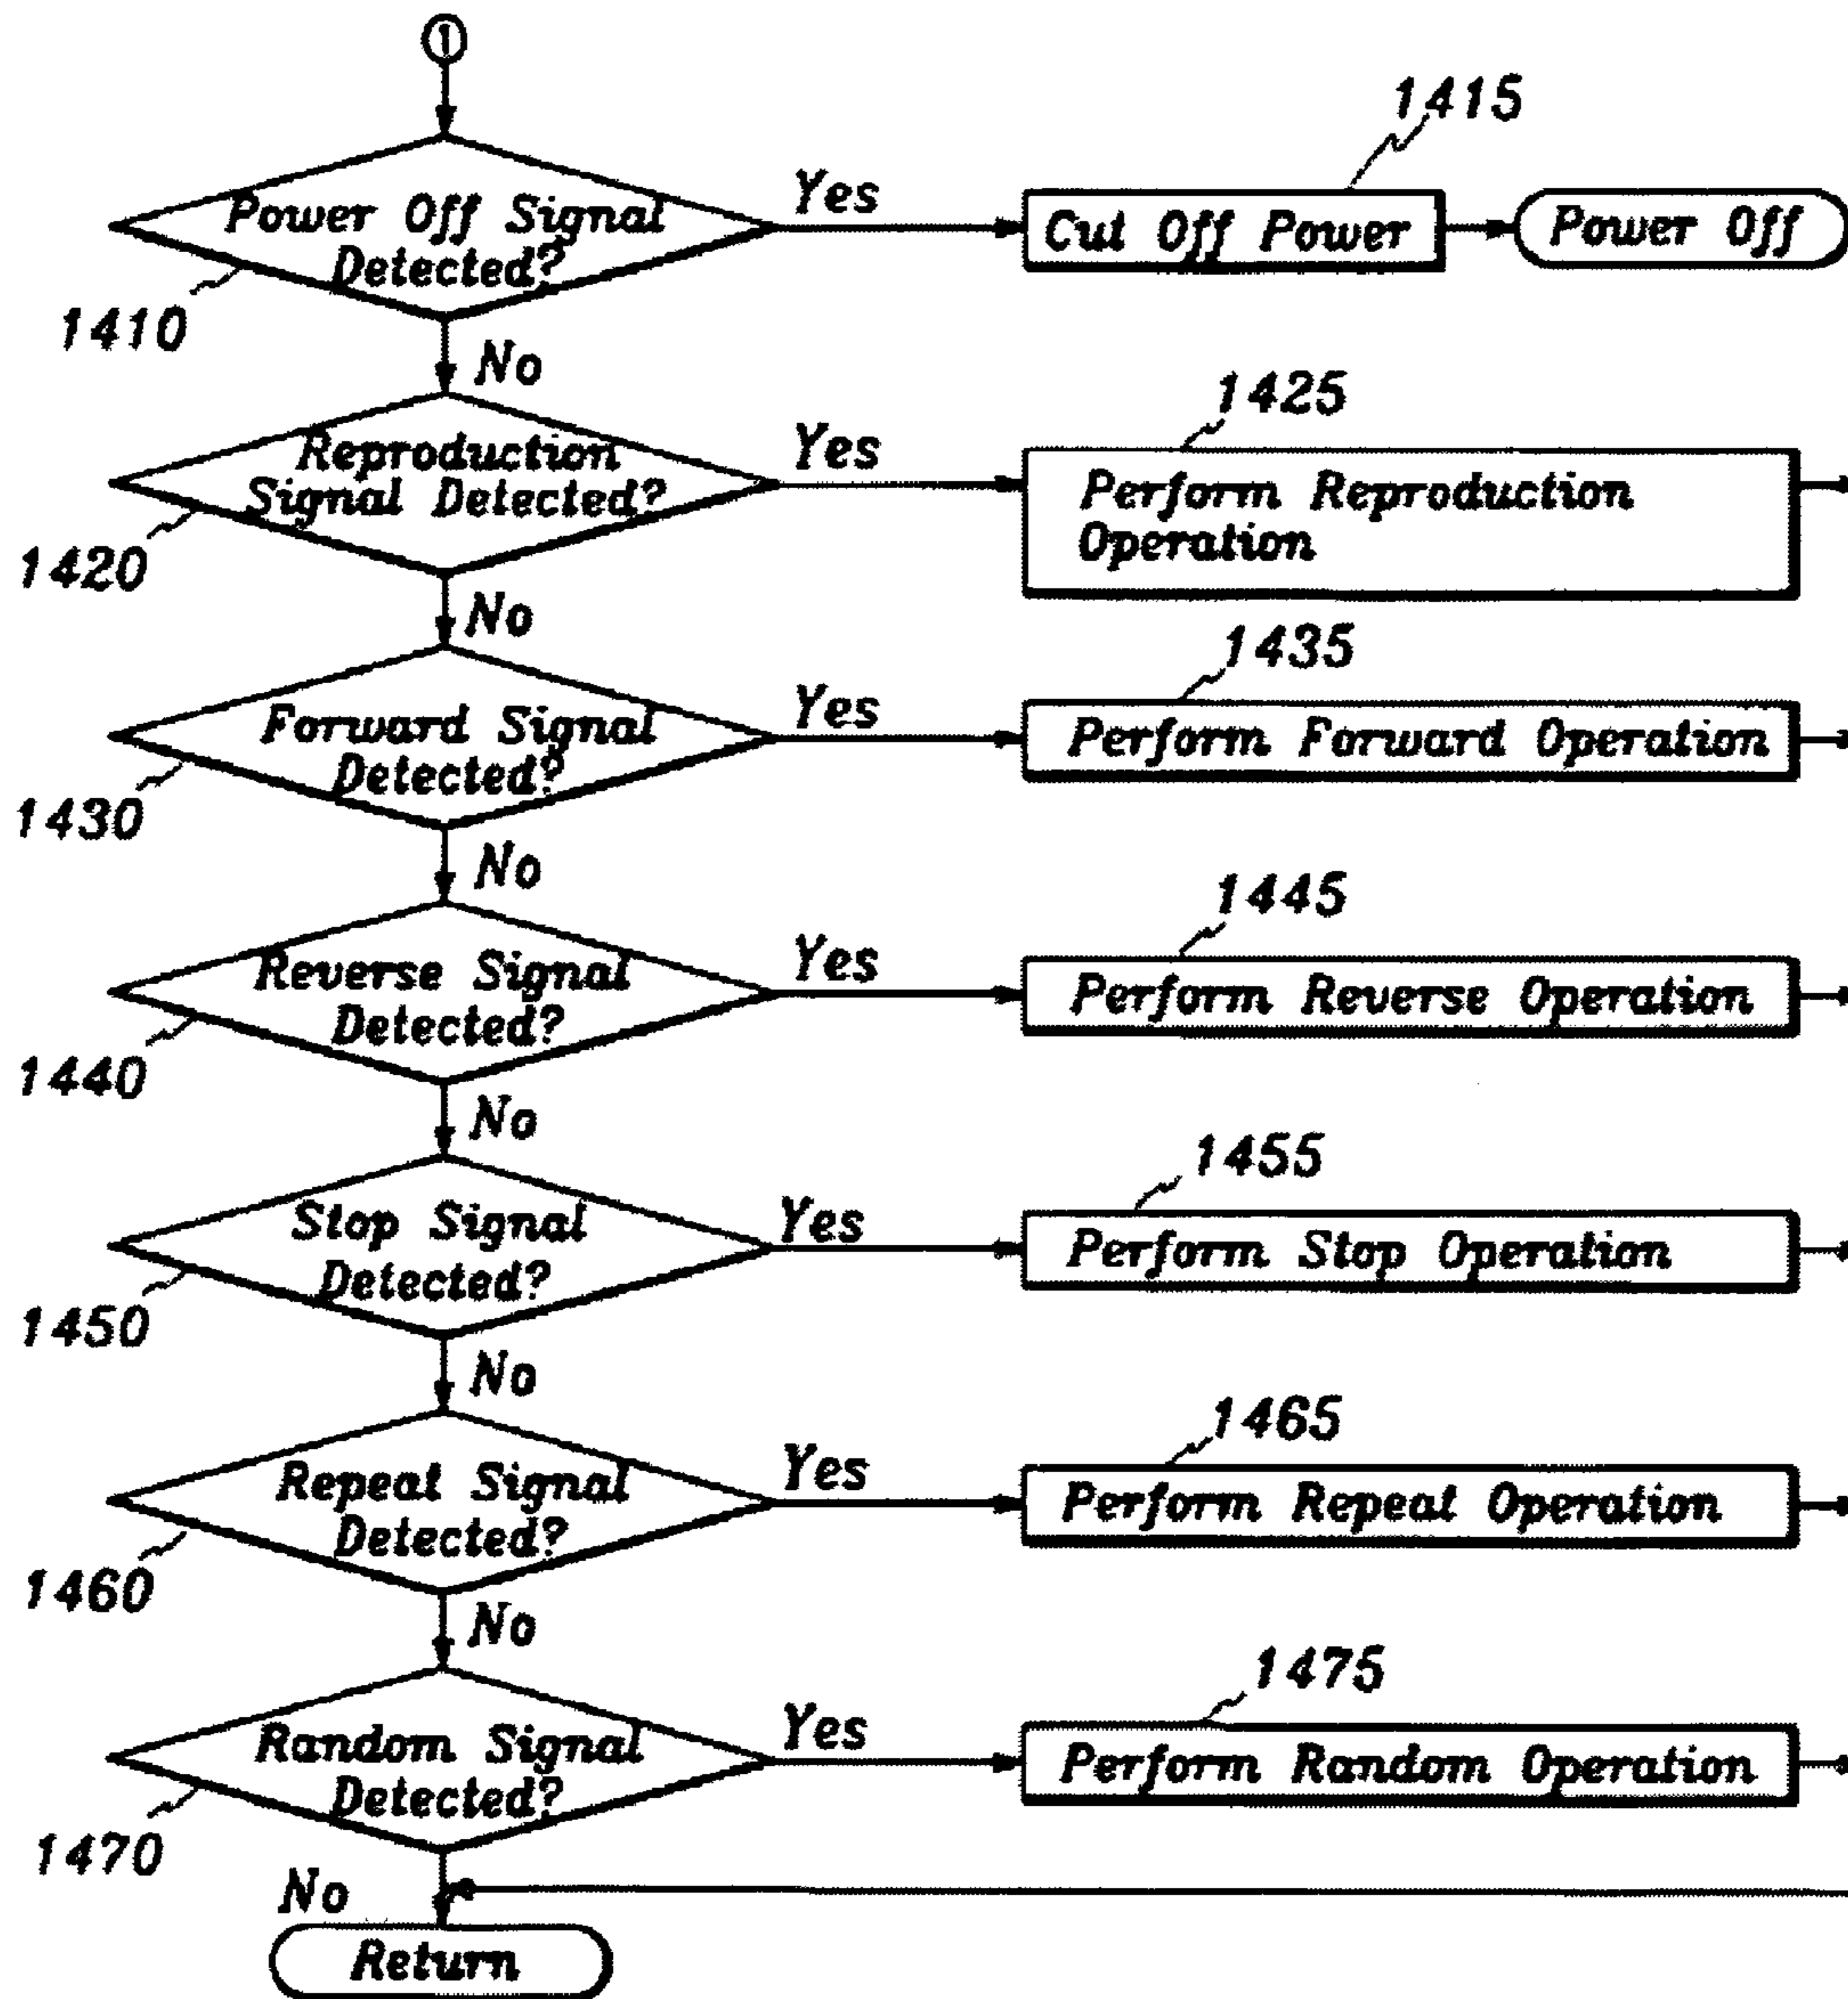 1
1415
Power Off Signal
Detected?
Yes
Cut Off Power
Power Off
1410
No
1425
Reproduction
Signal Detected?
Yes
Perform Reproduction
Operation
1420
No
1435
Forward Signal
Detected?
Yes
Perform Forward Operation
1430
No
1445
Reverse Signal
Detected?
Yes
Perform Reverse Operation
1440
No
1455
Stop Signal
Detected?
Yes
Perform Stop Operation
1450
No
1465
Repeat Signal
Detected?
Yes
Perform Repeat Operation
1460
No
1475
Random Signal
Detected?
Yes
Perform Random Operation
1470
No
Return